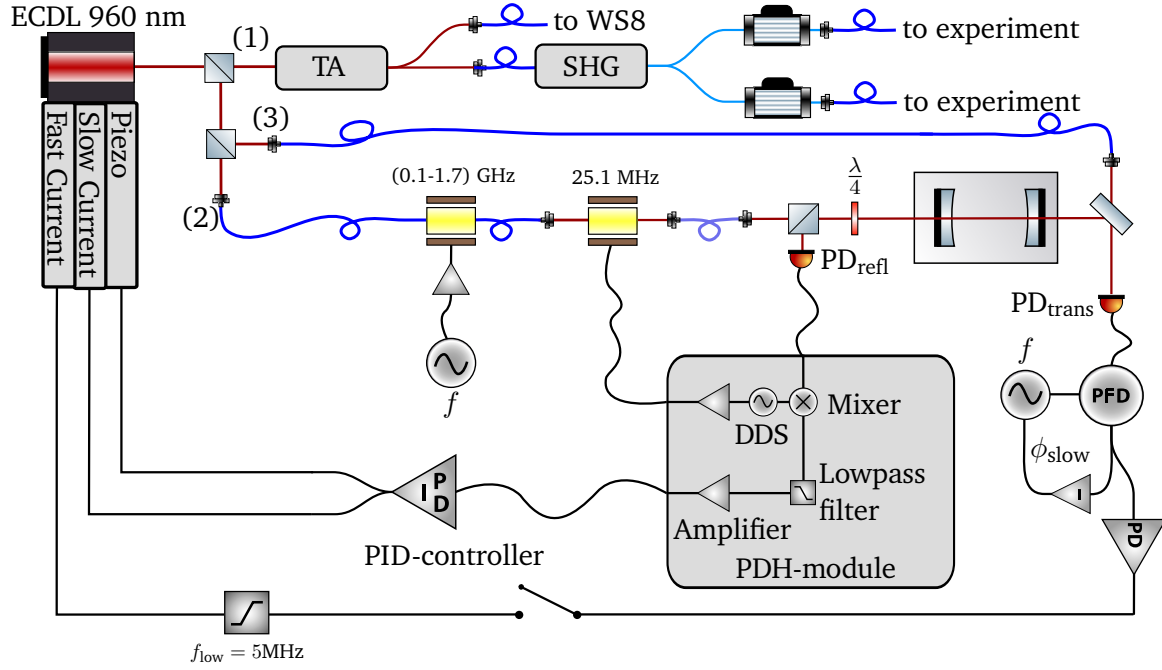 ECDL 960 nm
(1)
TA
to WS8
SHG
to experiment
to experiment
Fast Current
Slow Current
Piezo
(3)
(2)
(0.1-1.7) GHz
25.1 MHz
λ/4
PD_refl
PD_trans
f
f
PFD
ϕ_slow
I
PD
Mixer
DDS
Lowpass
filter
Amplifier
PDH-module
P
I
D
PID-controller
f_low = 5MHz